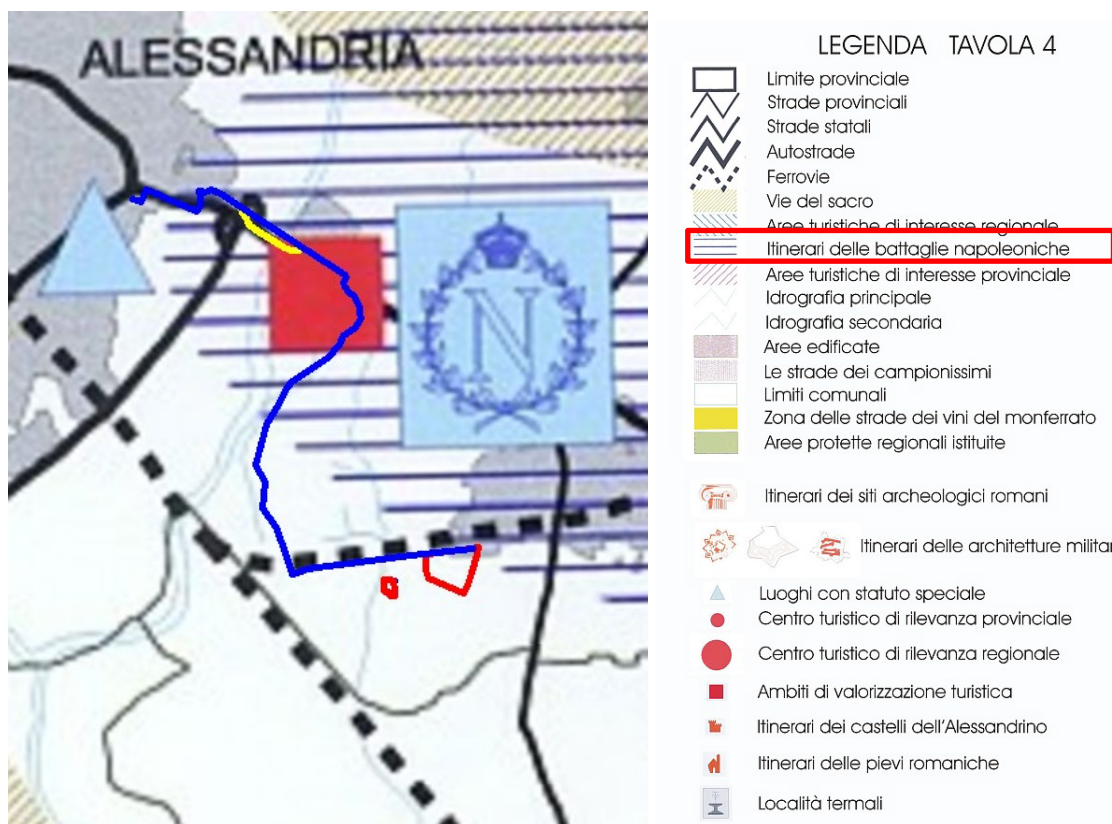 ALESSANDRIA
N
LEGENDA TAVOLA 4
Limite provinciale
Strade provinciali
Strade statali
Autostrade
Ferrovie
Vie del sacro
Aree turistiche di interesse regionale
Itinerari delle battaglie napoleoniche
Aree turistiche di interesse provinciale
Idrografia principale
Idrografia secondaria
Aree edificate
Le strade dei campionissimi
Limiti comunali
Zona delle strade dei vini del monferrato
Aree protette regionali istituite
Itinerari dei siti archeologici romani
Itinerari delle architetture militar
Luoghi con statuto speciale
Centro turistico di rilevanza provinciale
Centro turistico di rilevanza regionale
Ambiti di valorizzazione turistica
Itinerari dei castelli dell'Alessandrino
Itinerari delle pievi romaniche
Località termali